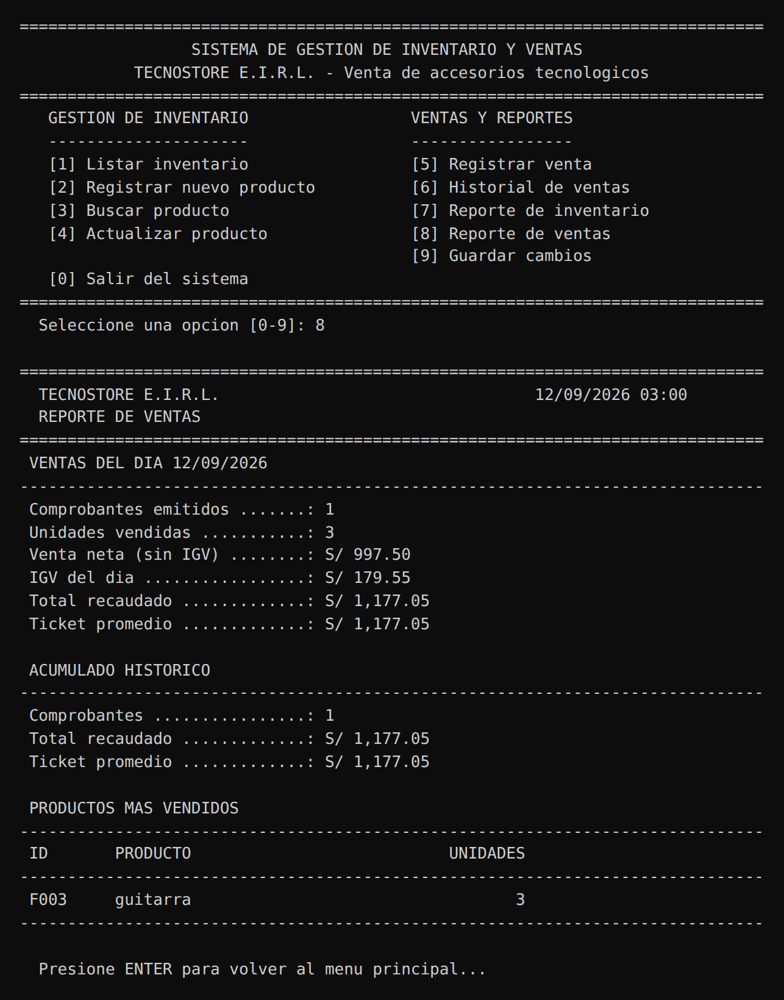 ==============================================================================
                  SISTEMA DE GESTION DE INVENTARIO Y VENTAS
            TECNOSTORE E.I.R.L. - Venta de accesorios tecnologicos
==============================================================================
   GESTION DE INVENTARIO                 VENTAS Y REPORTES
   ---------------------                 -----------------
   [1] Listar inventario                 [5] Registrar venta
   [2] Registrar nuevo producto          [6] Historial de ventas
   [3] Buscar producto                   [7] Reporte de inventario
   [4] Actualizar producto               [8] Reporte de ventas
                                         [9] Guardar cambios
   [0] Salir del sistema
==============================================================================
  Seleccione una opcion [0-9]: 8

==============================================================================
  TECNOSTORE E.I.R.L.                                 12/09/2026 03:00
  REPORTE DE VENTAS
==============================================================================
 VENTAS DEL DIA 12/09/2026
------------------------------------------------------------------------------
 Comprobantes emitidos .......: 1
 Unidades vendidas ...........: 3
 Venta neta (sin IGV) ........: S/ 997.50
 IGV del dia .................: S/ 179.55
 Total recaudado .............: S/ 1,177.05
 Ticket promedio .............: S/ 1,177.05

 ACUMULADO HISTORICO
------------------------------------------------------------------------------
 Comprobantes ................: 1
 Total recaudado .............: S/ 1,177.05
 Ticket promedio .............: S/ 1,177.05

 PRODUCTOS MAS VENDIDOS
------------------------------------------------------------------------------
 ID       PRODUCTO                           UNIDADES
------------------------------------------------------------------------------
 F003     guitarra                                  3
------------------------------------------------------------------------------

  Presione ENTER para volver al menu principal...